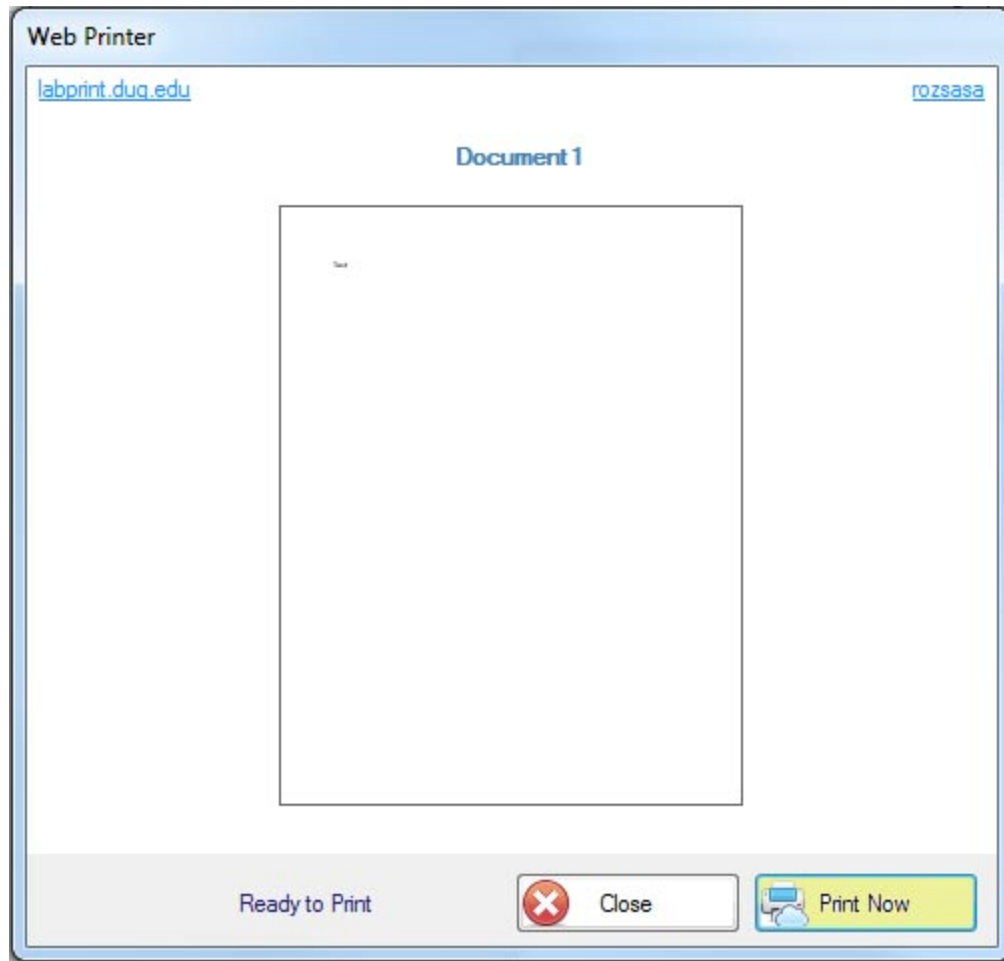 Web Printer
labprint.duq.edu rozsasa
Document 1
Ready to Print Close Print Now